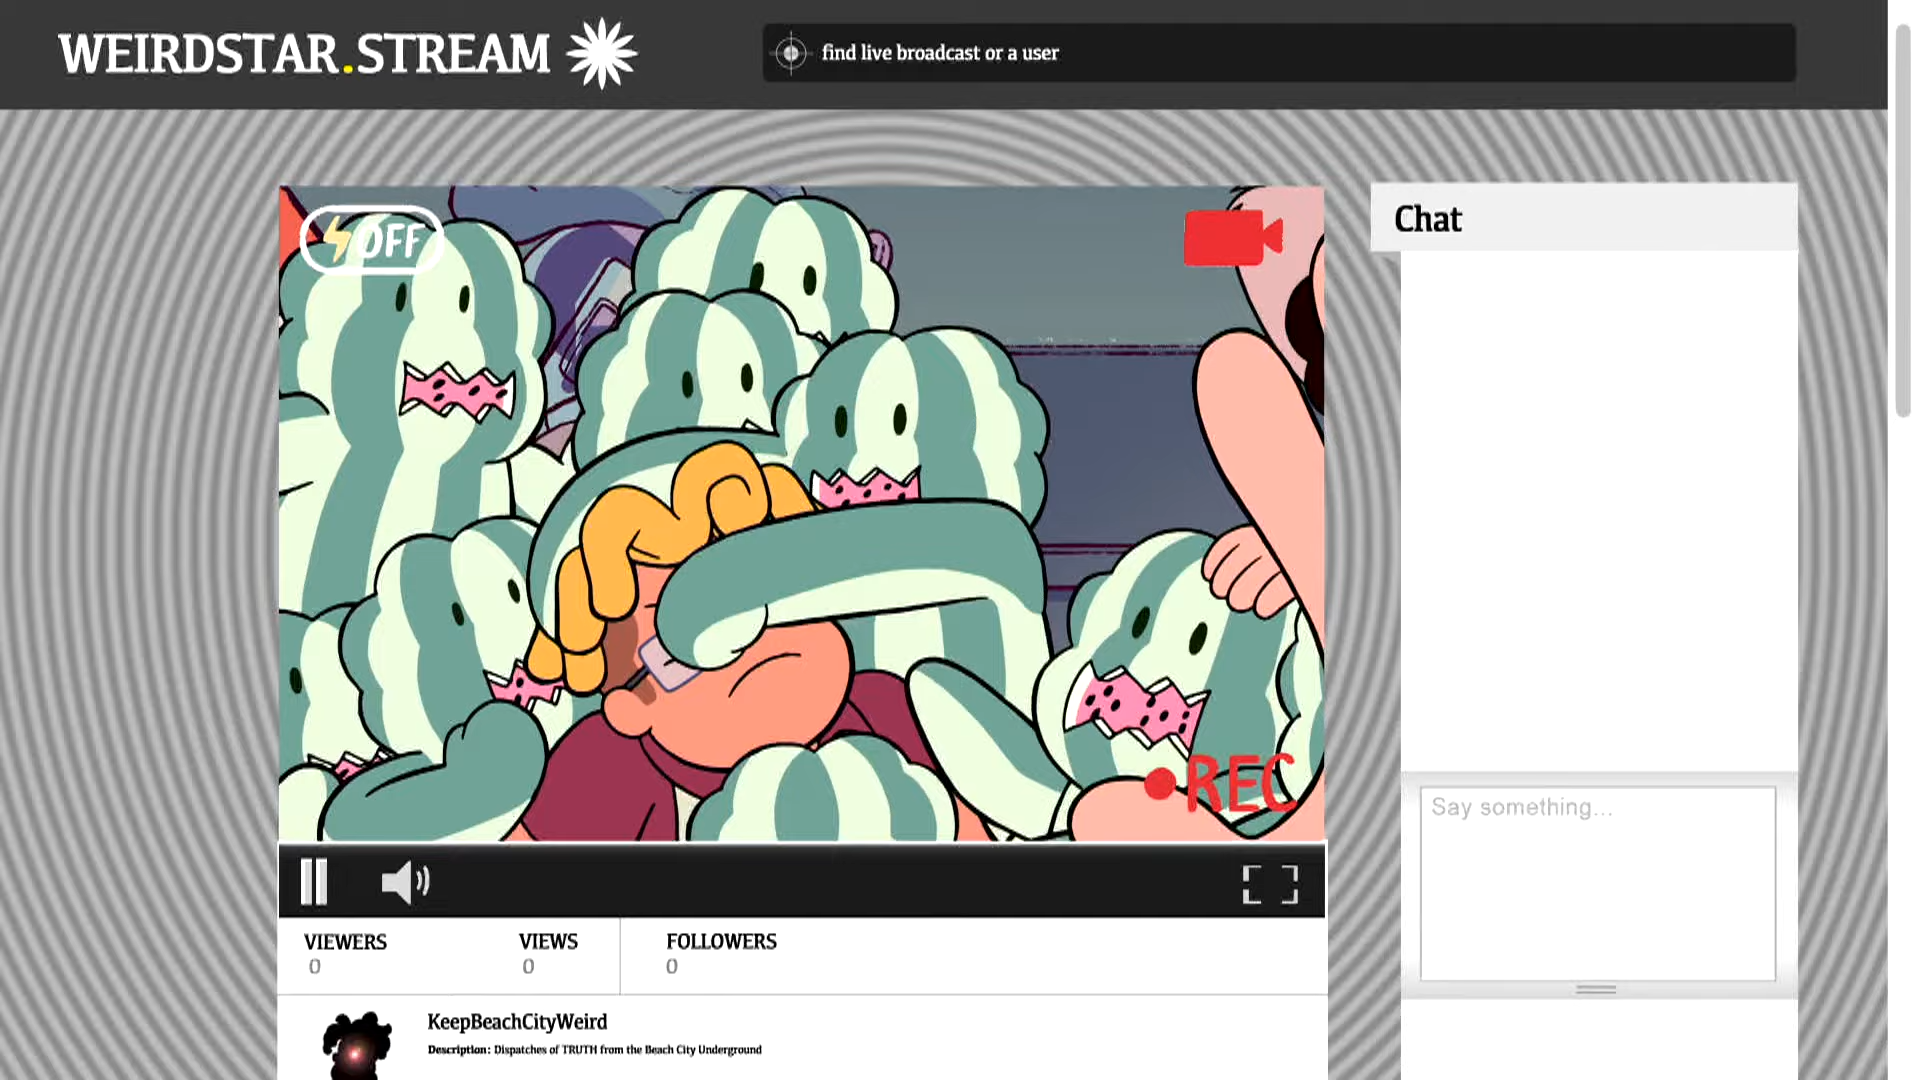 WEIRDSTAR.STREAM
find live broadcast or a user
OFF
Chat
REC
Say something...
VIEWERS
0
VIEWS
0
FOLLOWERS
0
KeepBeachCityWeird
Description: Dispatches of TRUTH from the Beach City Underground